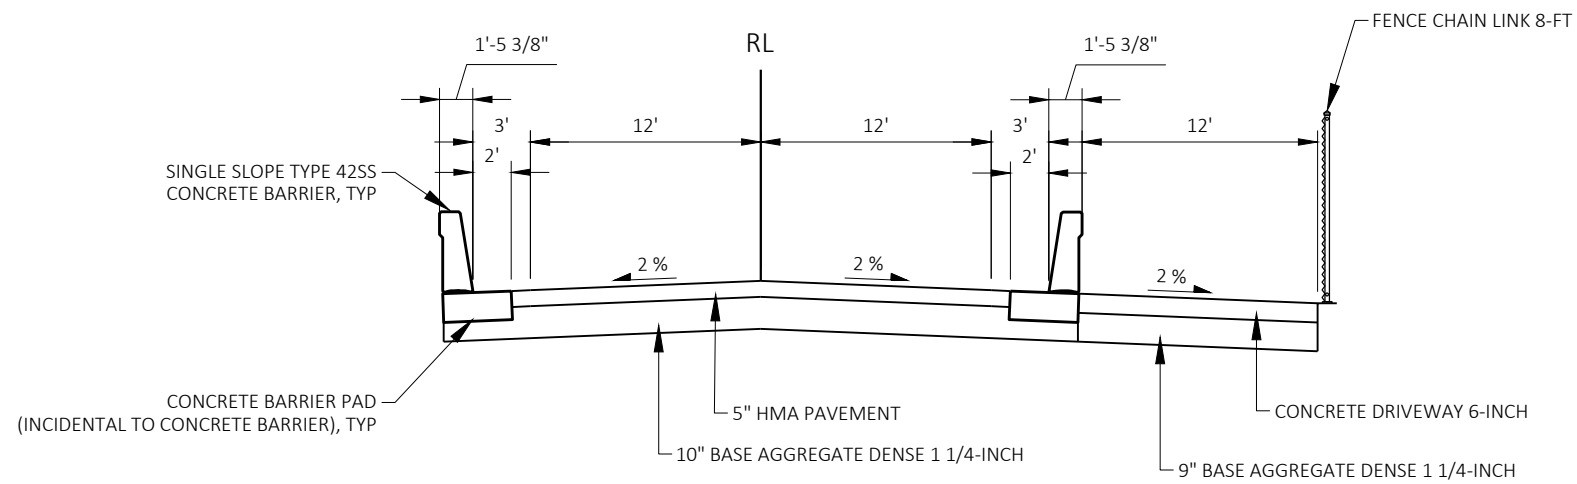 FENCE CHAIN LINK 8-FT
1'-5 3/8"
RL
1'-5 3/8"
3'
12'
12'
3'
12'
2'
2'
SINGLE SLOPE TYPE 42SS
CONCRETE BARRIER, TYP
2 %
2 %
2 %
CONCRETE BARRIER PAD
(INCIDENTAL TO CONCRETE BARRIER), TYP
5" HMA PAVEMENT
CONCRETE DRIVEWAY 6-INCH
10" BASE AGGREGATE DENSE 1 1/4-INCH
9" BASE AGGREGATE DENSE 1 1/4-INCH